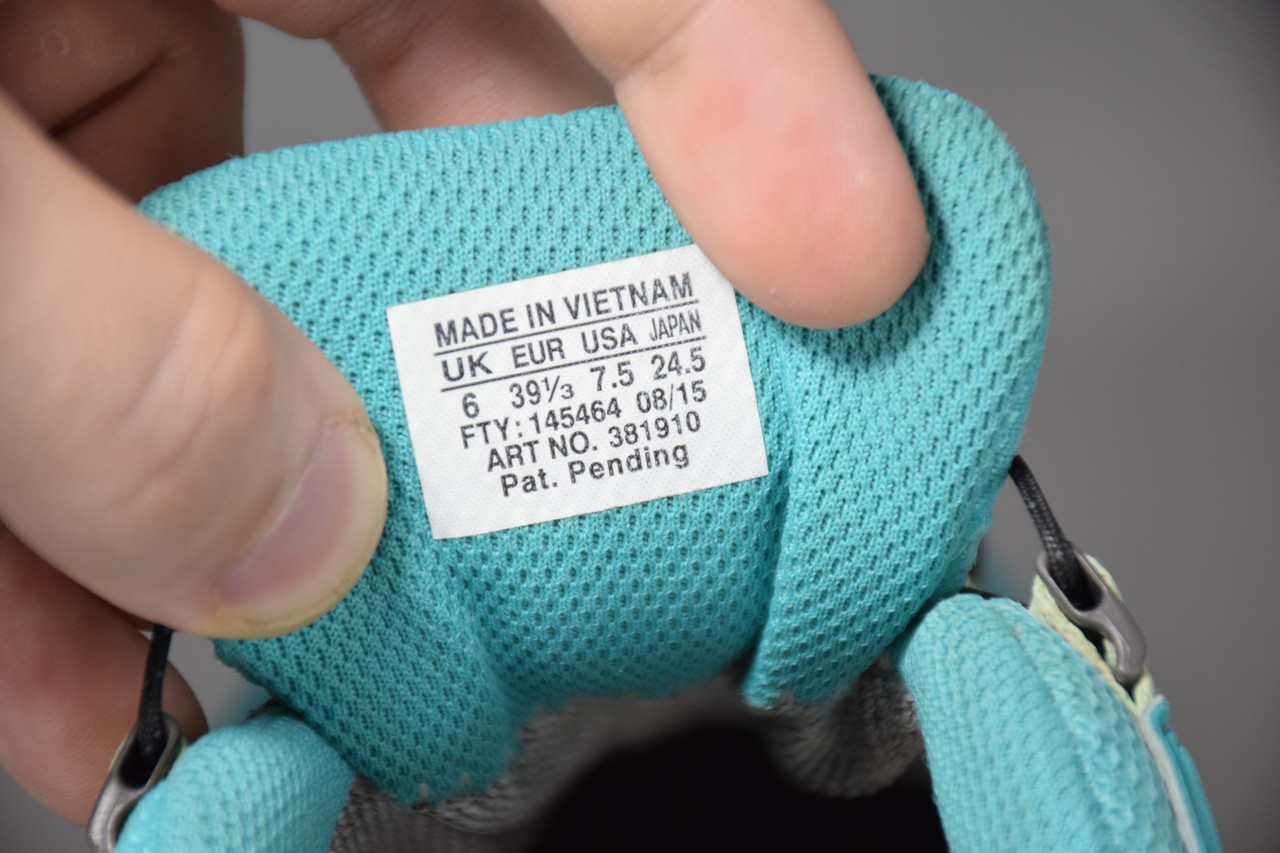 MADE IN VIETNAM
UK EUR USA JAPAN
6 39⅓ 7.5 24.5
FTY: 145464 08/15
ART NO. 381910
Pat. Pending